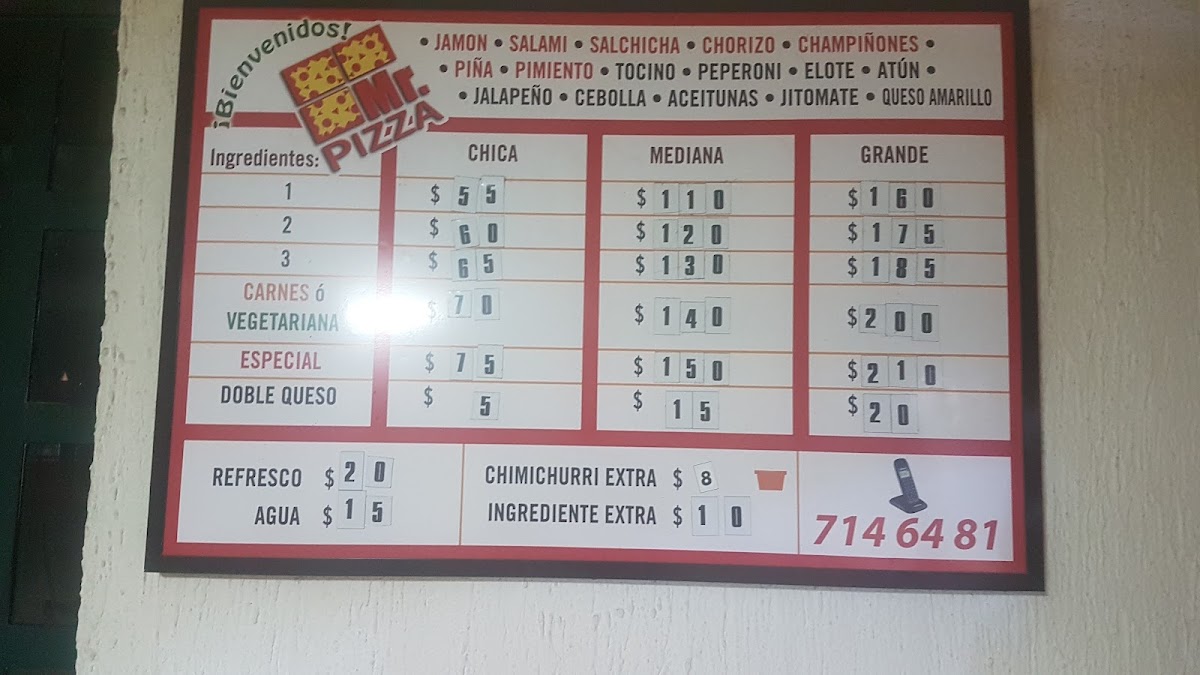 ¡Bienvenidos!
Mr.
PIZZA
• JAMON • SALAMI • SALCHICHA • CHORIZO • CHAMPIÑONES •
• PIÑA • PIMIENTO • TOCINO • PEPERONI • ELOTE • ATÚN •
• JALAPEÑO • CEBOLLA • ACEITUNAS • JITOMATE • QUESO AMARILLO
Ingredientes: CHICA MEDIANA GRANDE
1 $ 55 $ 110 $ 160
2 $ 60 $ 120 $ 175
3 $ 65 $ 130 $ 185
CARNES ó
VEGETARIANA $ 70 $ 140 $ 200
ESPECIAL $ 75 $ 150 $ 210
DOBLE QUESO $ 5 $ 15 $ 20
REFRESCO $ 20
AGUA $ 15
CHIMICHURRI EXTRA $ 8
INGREDIENTE EXTRA $ 10
714 64 81